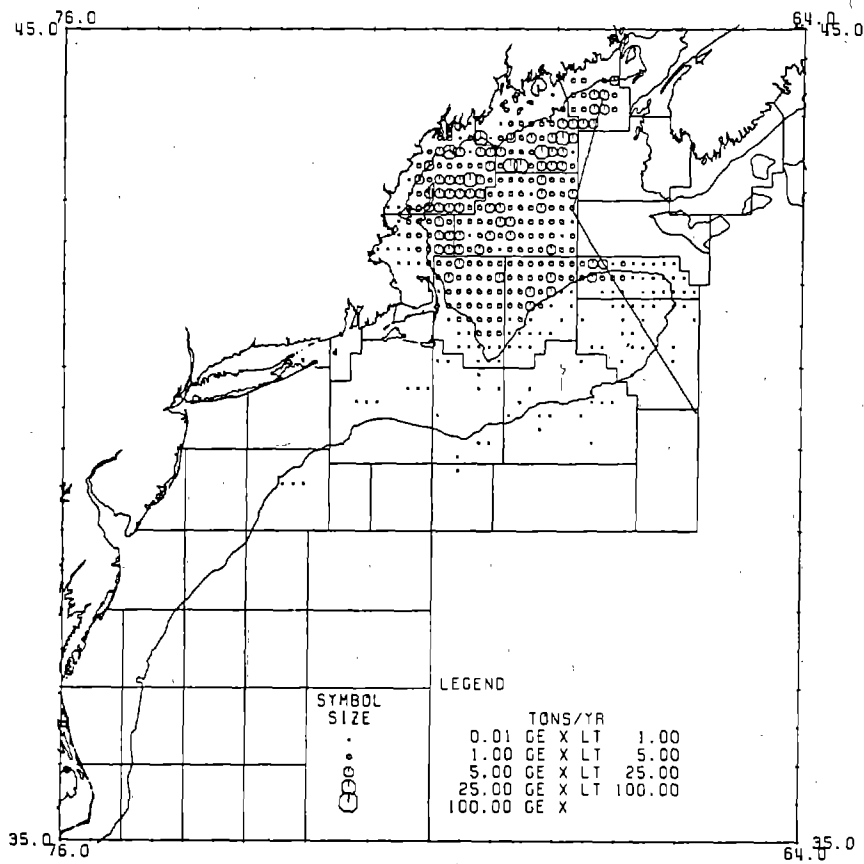 76.0 64.0
45.0 45.0
LEGEND
SYMBOL
SIZE
TONS/YR
0.01 GE X LT 1.00
1.00 GE X LT 5.00
5.00 GE X LT 25.00
25.00 GE X LT 100.00
100.00 GE X
35.0 35.0
76.0 64.0